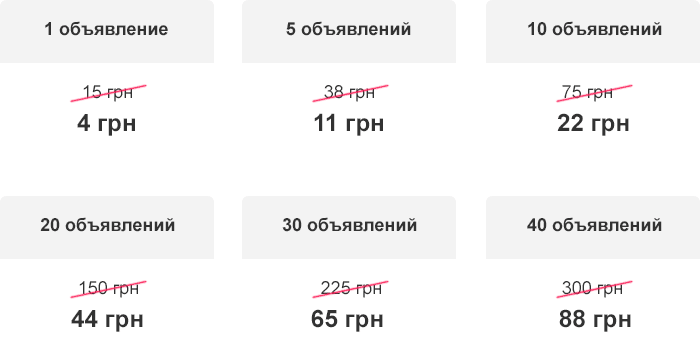 1 объявление
15 грн
4 грн
5 объявлений
38 грн
11 грн
10 объявлений
75 грн
22 грн
20 объявлений
150 грн
44 грн
30 объявлений
225 грн
65 грн
40 объявлений
300 грн
88 грн